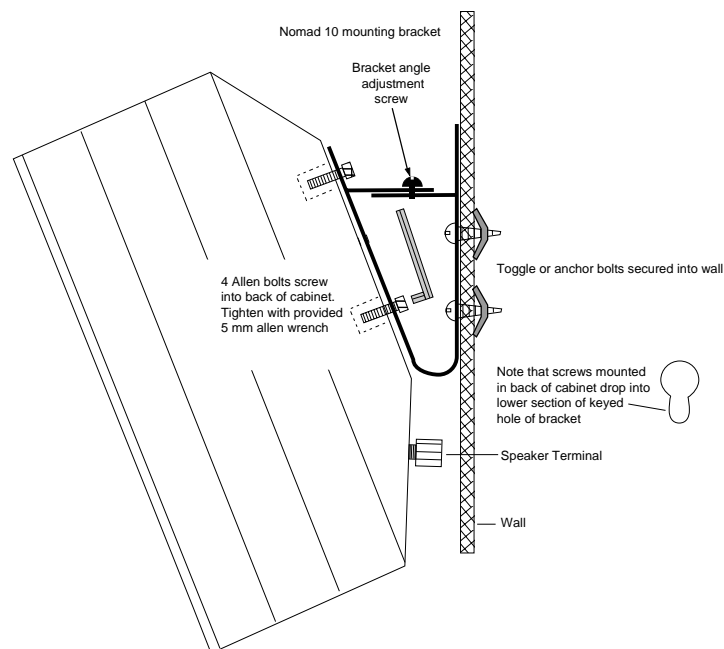 Nomad 10 mounting bracket
Bracket angle
adjustment
screw
4 Allen bolts screw
into back of cabinet.
Tighten with provided
5 mm allen wrench
Toggle or anchor bolts secured into wall
Note that screws mounted
in back of cabinet drop into
lower section of keyed
hole of bracket
Speaker Terminal
Wall